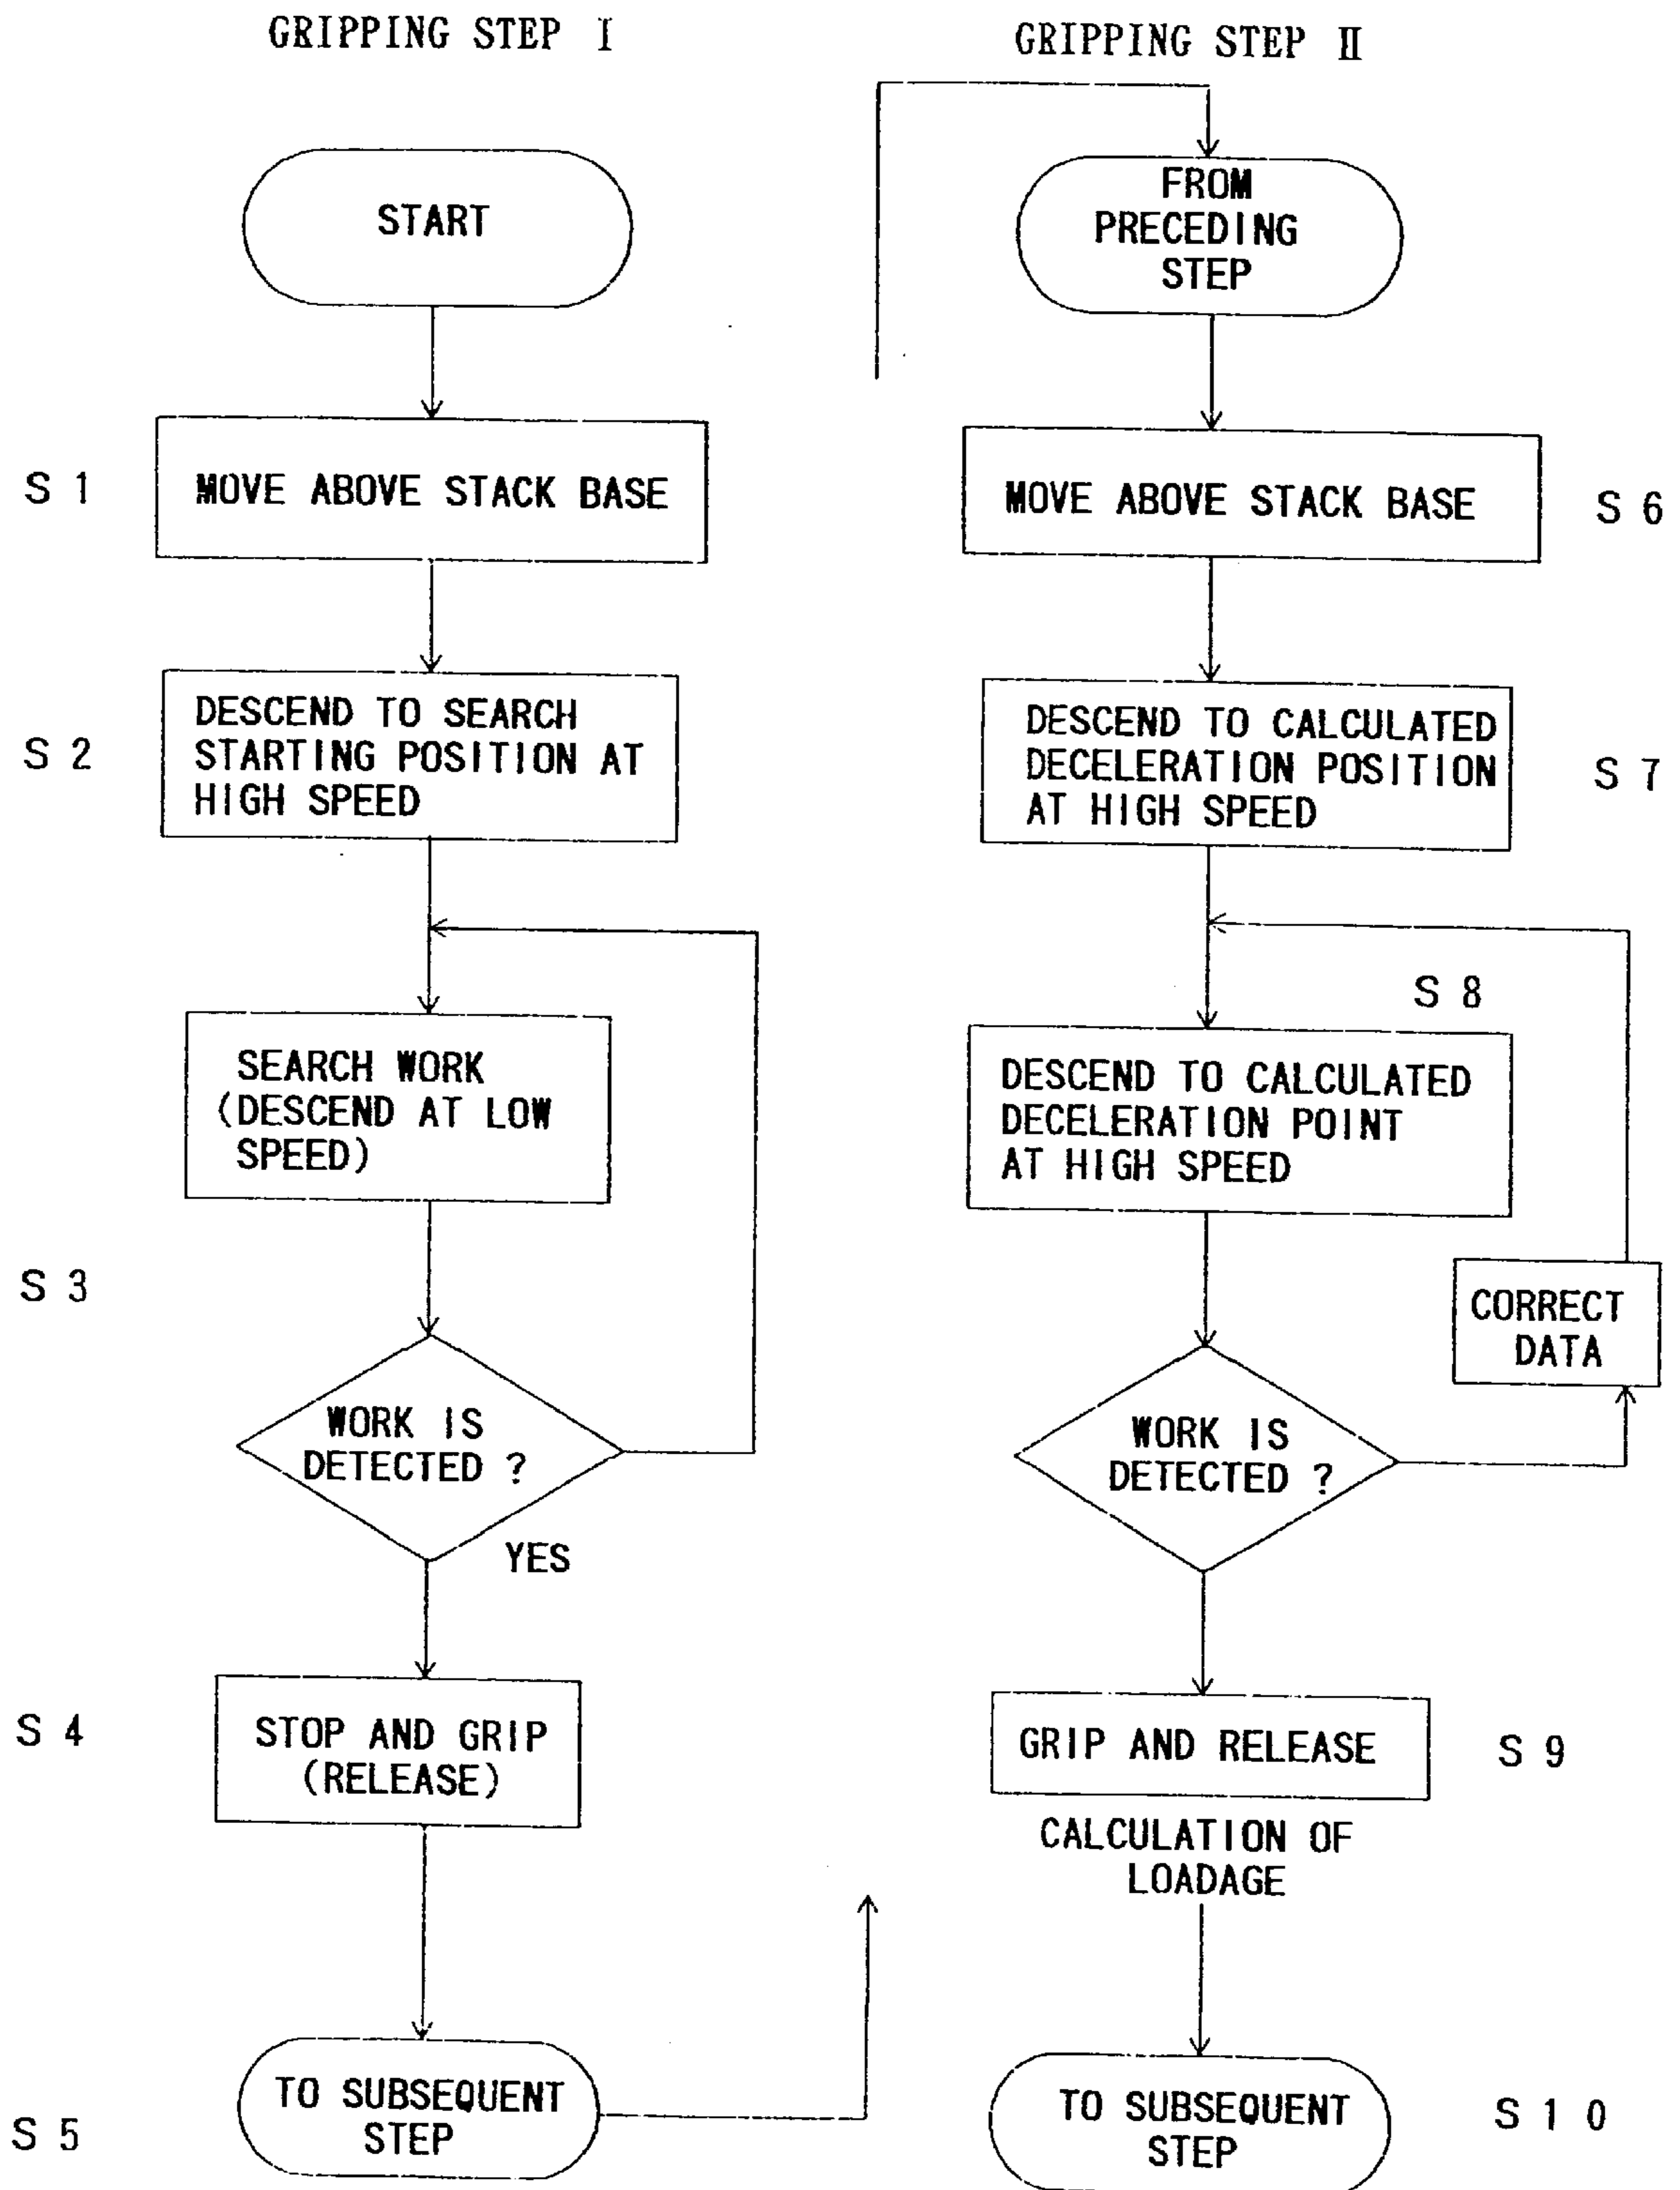 GRIPPING STEP I
START
S 1
MOVE ABOVE STACK BASE
S 2
DESCEND TO SEARCH
STARTING POSITION AT
HIGH SPEED
SEARCH WORK
(DESCEND AT LOW
SPEED)
S 3
WORK IS
DETECTED ?
YES
S 4
STOP AND GRIP
(RELEASE)
S 5
TO SUBSEQUENT
STEP
GRIPPING STEP II
FROM
PRECEDING
STEP
MOVE ABOVE STACK BASE
S 6
DESCEND TO CALCULATED
DECELERATION POSITION
AT HIGH SPEED
S 7
S 8
DESCEND TO CALCULATED
DECELERATION POINT
AT HIGH SPEED
CORRECT
DATA
WORK IS
DETECTED ?
GRIP AND RELEASE
S 9
CALCULATION OF
LOADAGE
TO SUBSEQUENT
STEP
S 1 0